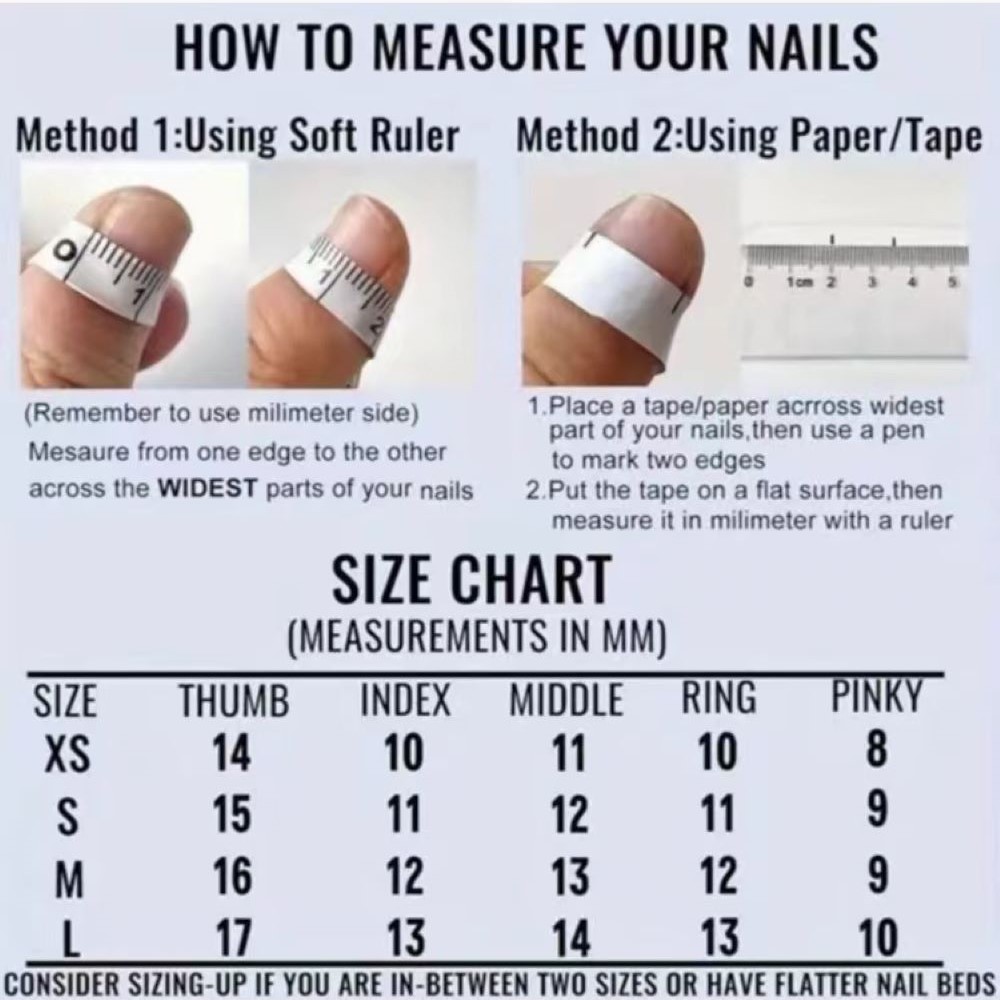 HOW TO MEASURE YOUR NAILS
Method 1:Using Soft Ruler
0 1
1 2
(Remember to use milimeter side)
Mesaure from one edge to the other
across the WIDEST parts of your nails
Method 2:Using Paper/Tape
0 1cm 2 3 4 5
1.Place a tape/paper acrross widest
part of your nails,then use a pen
to mark two edges
2.Put the tape on a flat surface,then
measure it in milimeter with a ruler
SIZE CHART
(MEASUREMENTS IN MM)
SIZE THUMB INDEX MIDDLE RING PINKY
XS 14 10 11 10 8
S 15 11 12 11 9
M 16 12 13 12 9
L 17 13 14 13 10
CONSIDER SIZING-UP IF YOU ARE IN-BETWEEN TWO SIZES OR HAVE FLATTER NAIL BEDS